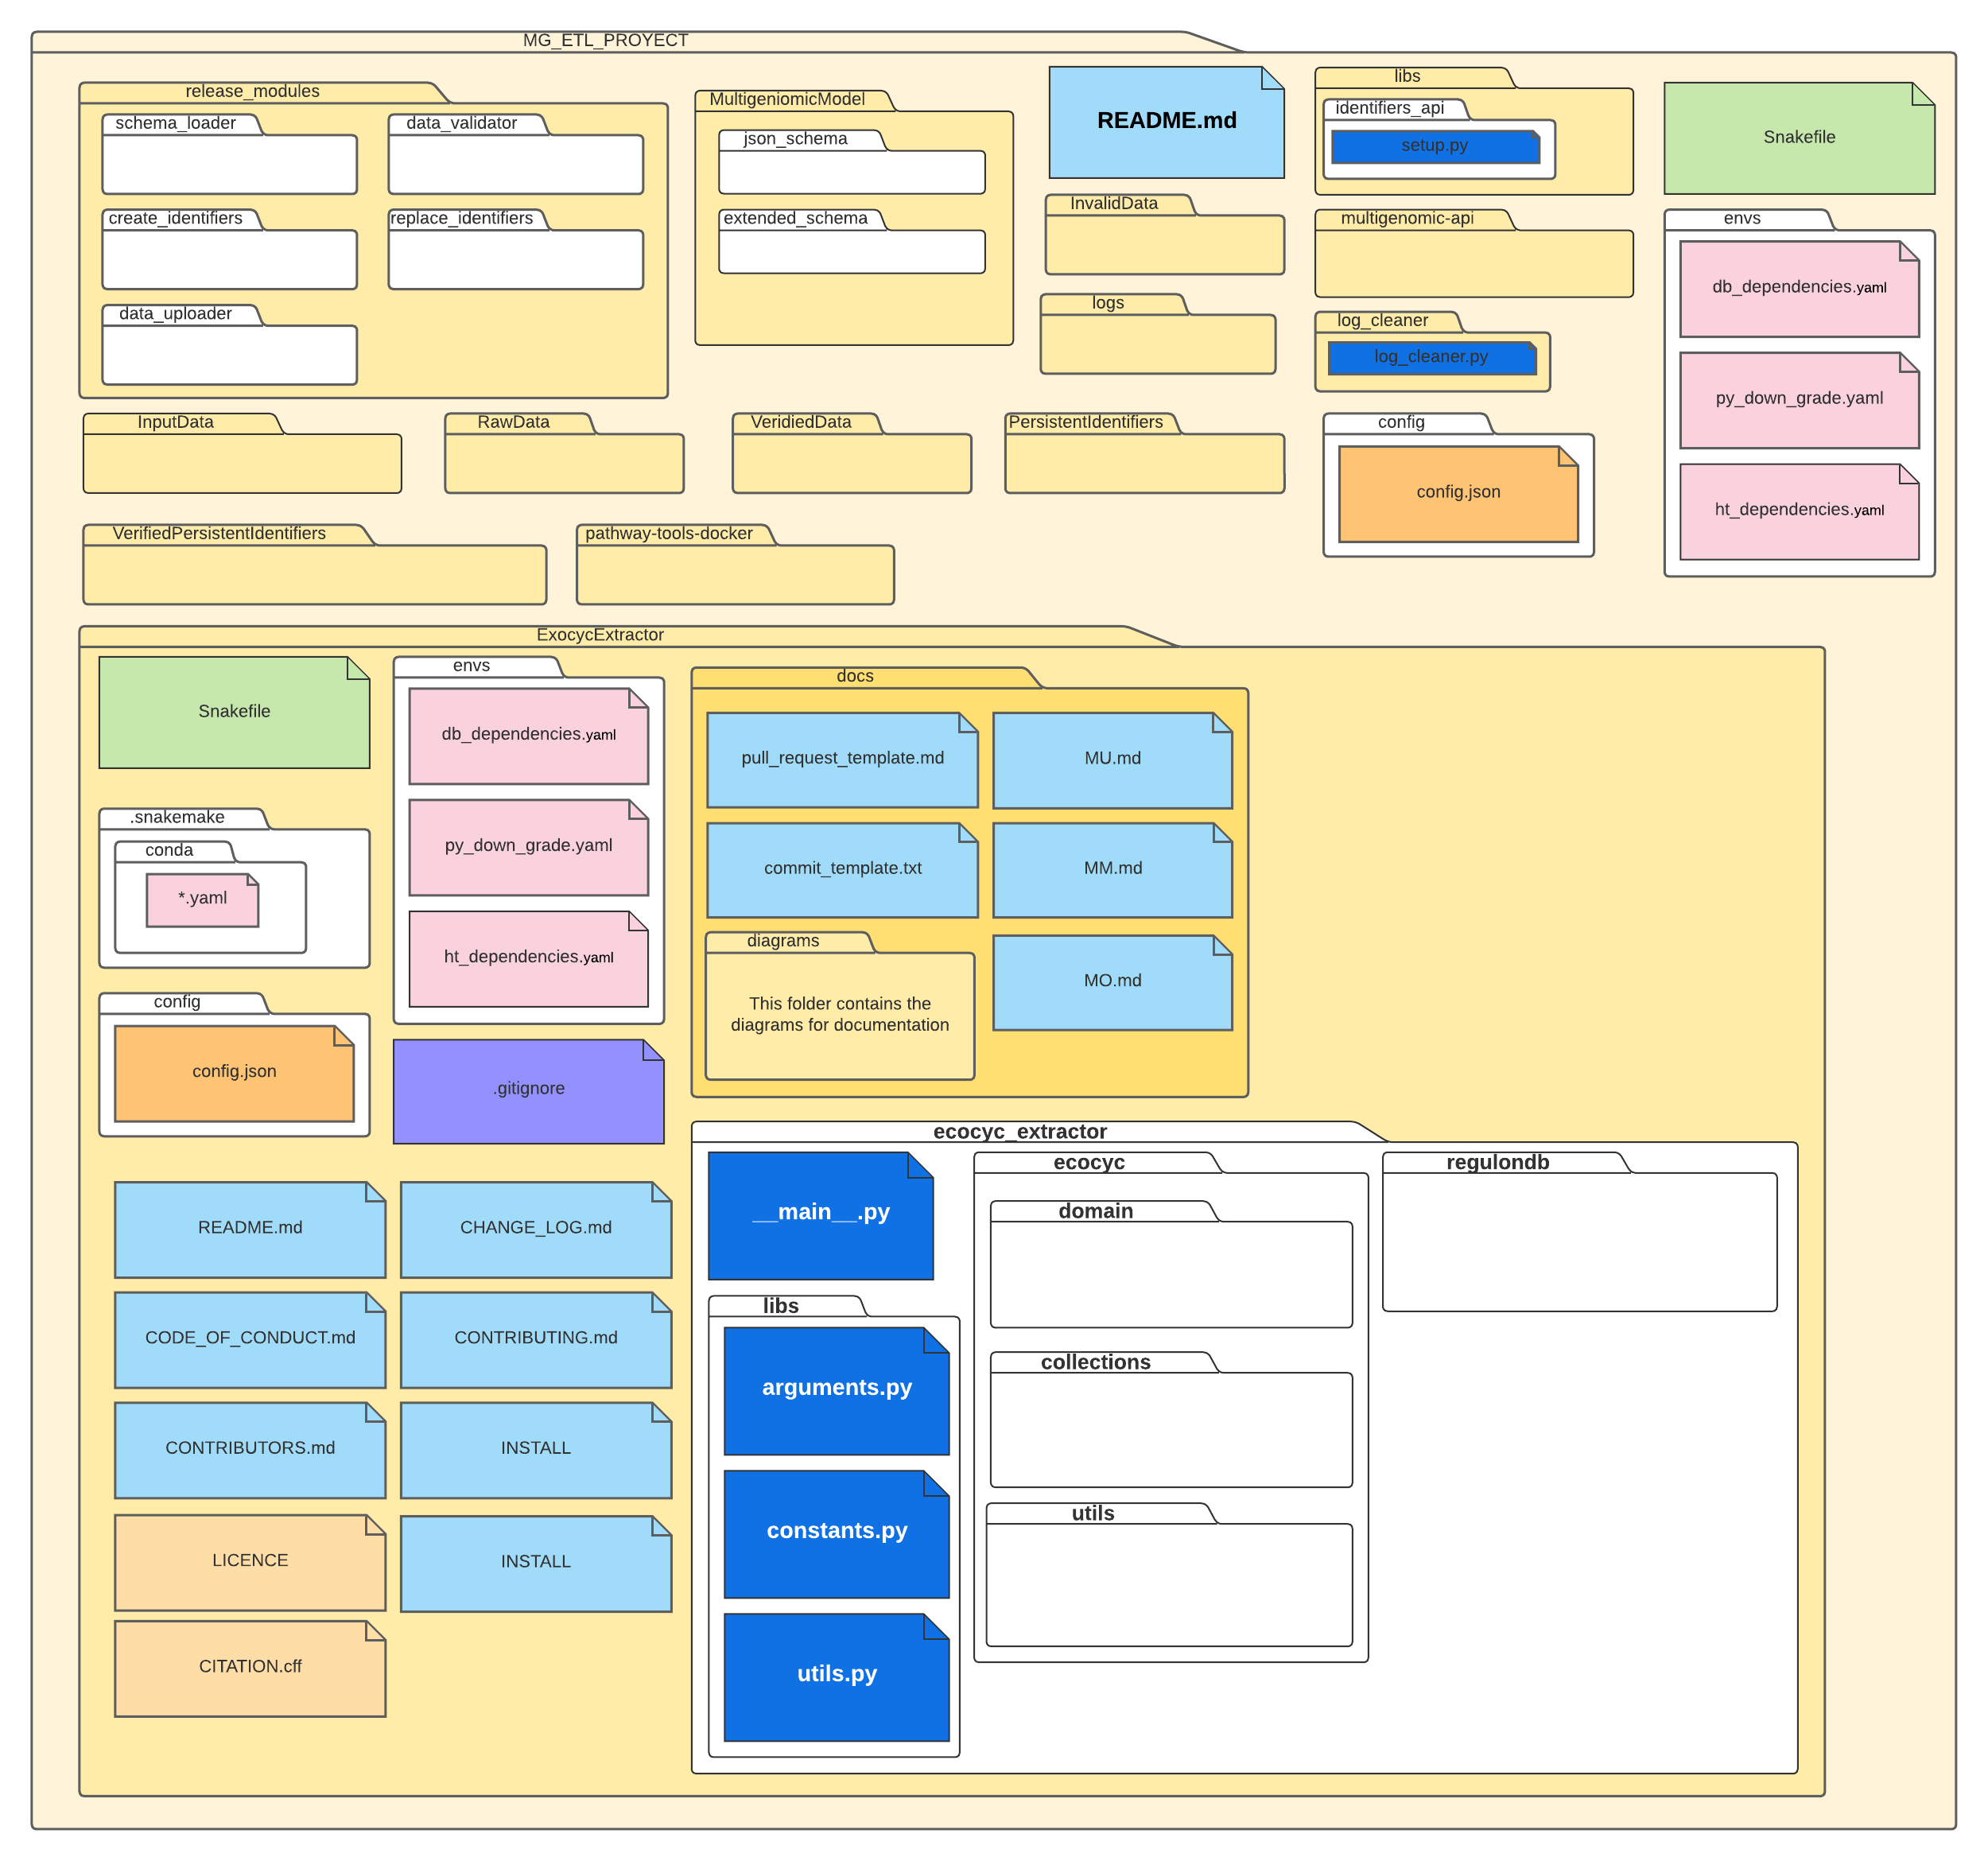 MG_ETL_PROYECT
release_modules
schema_loader
data_validator
create_identifiers
replace_identifiers
data_uploader
MultigeniomicModel
json_schema
extended_schema
README.md
InvalidData
logs
libs
identifiers_api
setup.py
multigenomic-api
log_cleaner
log_cleaner.py
Snakefile
envs
db_dependencies.yaml
py_down_grade.yaml
ht_dependencies.yaml
InputData
RawData
VeridiedData
PersistentIdentifiers
config
config.json
VerifiedPersistentIdentifiers
pathway-tools-docker
ExocycExtractor
Snakefile
.snakemake
conda
*.yaml
config
config.json
envs
db_dependencies.yaml
py_down_grade.yaml
ht_dependencies.yaml
.gitignore
docs
pull_request_template.md
MU.md
commit_template.txt
MM.md
diagrams
This folder contains the
diagrams for documentation
MO.md
README.md
CHANGE_LOG.md
CODE_OF_CONDUCT.md
CONTRIBUTING.md
CONTRIBUTORS.md
INSTALL
LICENCE
INSTALL
CITATION.cff
ecocyc_extractor
__main__.py
libs
arguments.py
constants.py
utils.py
ecocyc
domain
collections
utils
regulondb